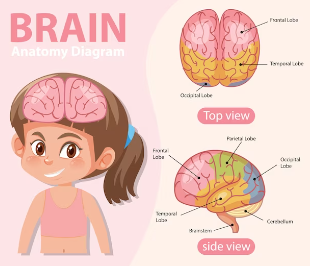 BRAIN
Anatomy Diagram
Frontal Lobe
Temporal Lobe
Occipital Lobe
Top view
Parietal Lobe
Frontal
Lobe
Occipital
Lobe
Temporal
Lobe
Cerebellum
Brainstem
side view